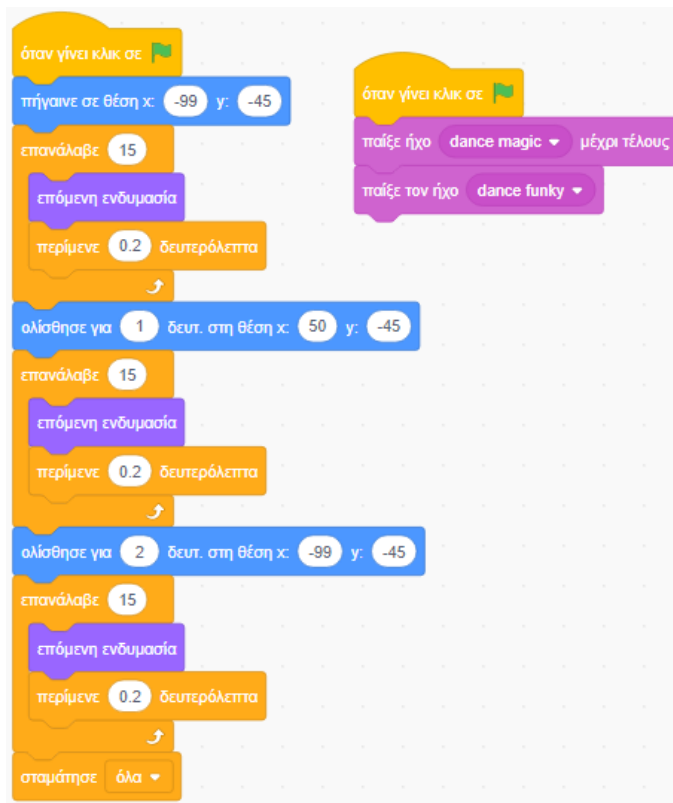 όταν γίνει κλικ σε
πήγαινε σε θέση x: -99 y: -45
επανάλαβε 15
επόμενη ενδυμασία
περίμενε 0.2 δευτερόλεπτα
ολίσθησε για 1 δευτ. στη θέση x: 50 y: -45
επανάλαβε 15
επόμενη ενδυμασία
περίμενε 0.2 δευτερόλεπτα
ολίσθησε για 2 δευτ. στη θέση x: -99 y: -45
επανάλαβε 15
επόμενη ενδυμασία
περίμενε 0.2 δευτερόλεπτα
σταμάτησε όλα
όταν γίνει κλικ σε
παίξε ήχο dance magic μέχρι τέλους
παίξε τον ήχο dance funky